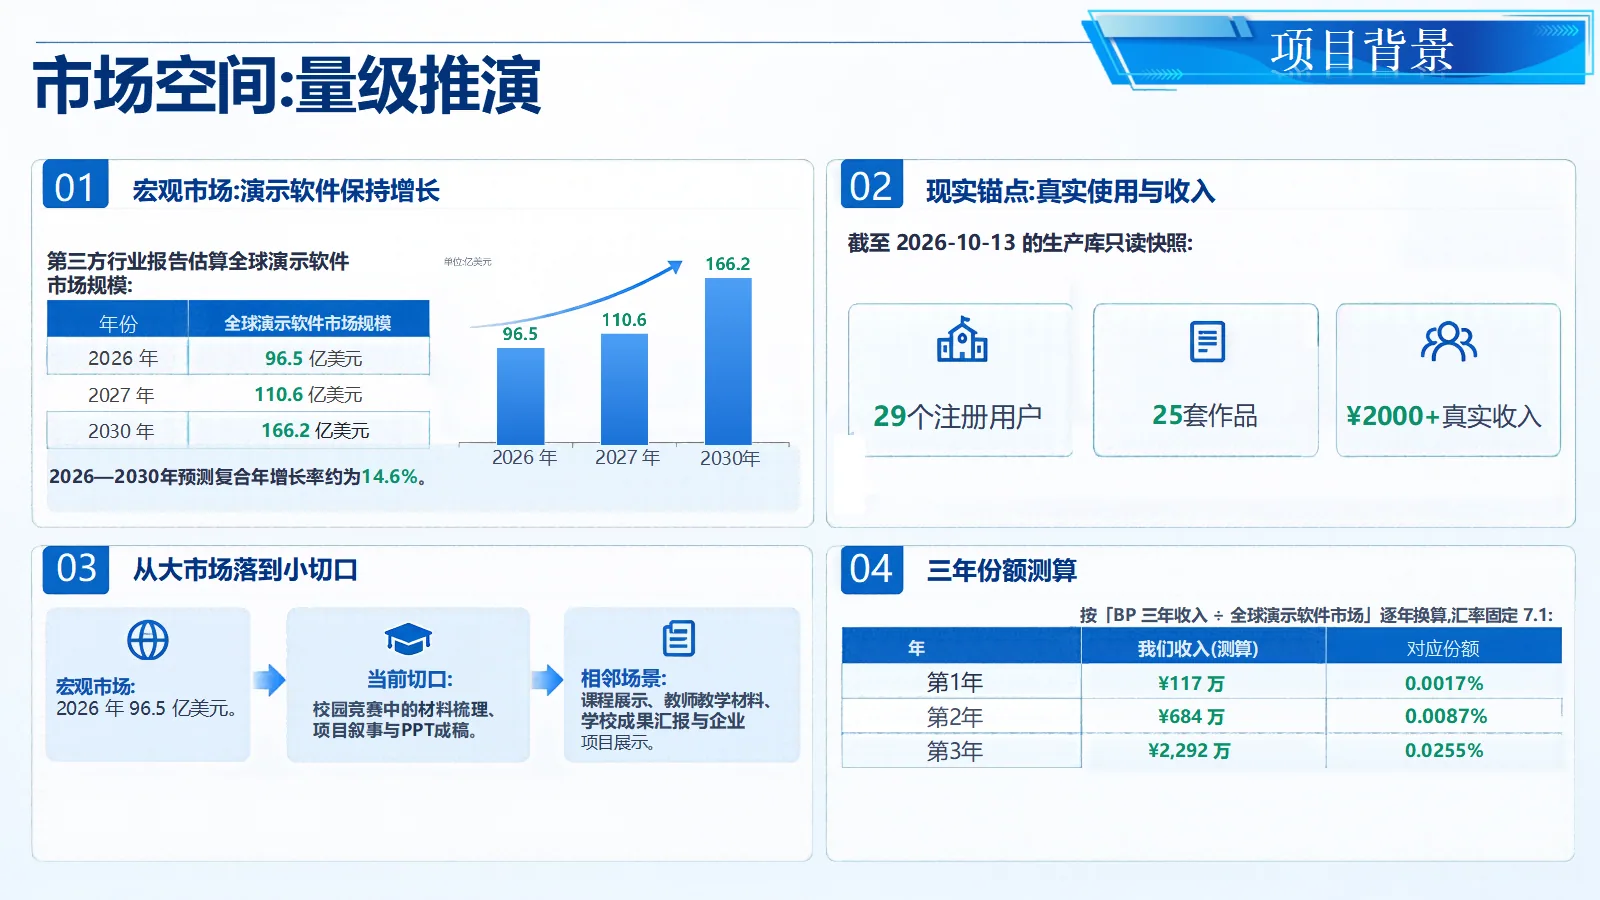 项目背景
市场空间:量级推演
01
宏观市场:演示软件保持增长
第三方行业报告估算全球演示软件
市场规模:
年份 全球演示软件市场规模
2026 年 96.5 亿美元
2027 年 110.6 亿美元
2030 年 166.2 亿美元
2026—2030年预测复合年增长率约为14.6%。
单位:亿美元
96.5
110.6
166.2
2026 年 2027 年 2030年
02
现实锚点:真实使用与收入
截至 2026-10-13 的生产库只读快照:
29个注册用户
25套作品
¥2000+真实收入
03
从大市场落到小切口
宏观市场:
2026 年 96.5 亿美元。
当前切口:
校园竞赛中的材料梳理、
项目叙事与PPT成稿。
相邻场景:
课程展示、教师教学材料、
学校成果汇报与企业
项目展示。
04
三年份额测算
按「BP 三年收入 ÷ 全球演示软件市场」逐年换算,汇率固定 7.1:
年 我们收入(测算) 对应份额
第1年 ¥117 万 0.0017%
第2年 ¥684 万 0.0087%
第3年 ¥2,292 万 0.0255%